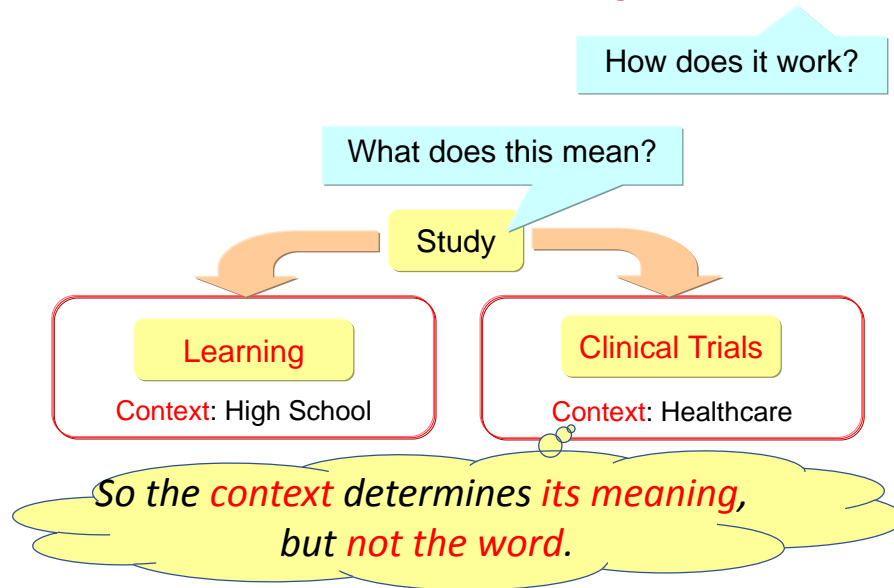 How does it work?
What does this mean?
Study
Learning
Context: High School
Clinical Trials
Context: Healthcare
So the context determines its meaning,
but not the word.